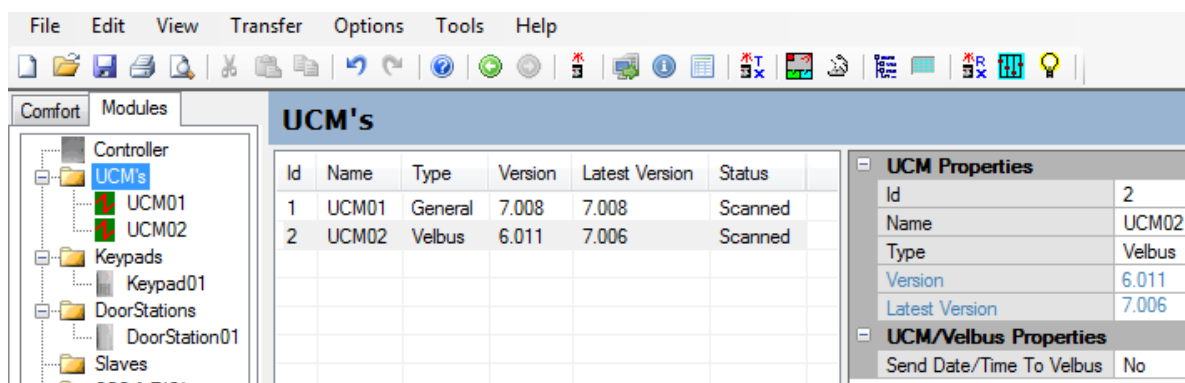 File Edit View Transfer Options Tools Help
Comfort Modules
Controller
UCM's
UCM01
UCM02
Keypads
Keypad01
DoorStations
DoorStation01
Slaves
UCM's
Id Name Type Version Latest Version Status
1 UCM01 General 7.008 7.008 Scanned
2 UCM02 Velbus 6.011 7.006 Scanned
UCM Properties
Id 2
Name UCM02
Type Velbus
Version 6.011
Latest Version 7.006
UCM/Velbus Properties
Send Date/Time To Velbus No